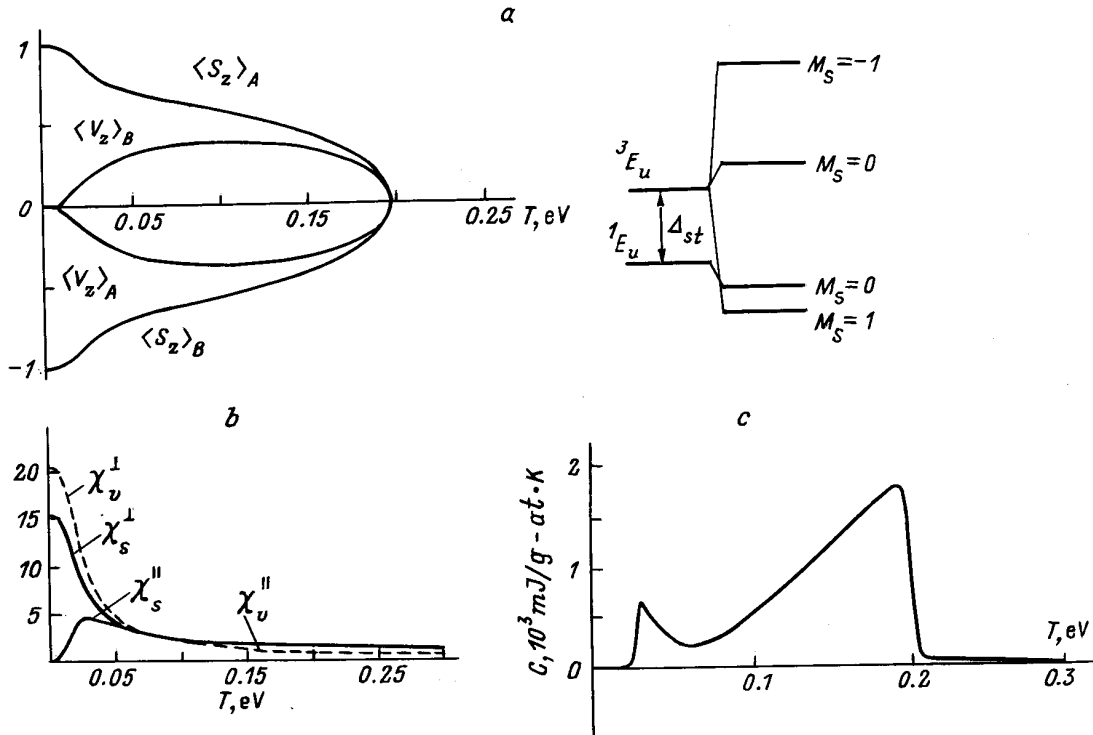 a
1
⟨S_z⟩_A
⟨V_z⟩_B
0
0.05
0.15
0.25
T, eV
⟨V_z⟩_A
⟨S_z⟩_B
-1
M_S=-1
³E_u
M_S=0
Δ_st
¹E_u
M_S=0
M_S=1
b
20
15
10
5
χ_v^⊥
χ_s^⊥
χ_s^∥
χ_v^∥
0.05
0.15
0.25
T, eV
c
C, 10³ mJ/g-at·K
2
1
0
0.1
0.2
0.3
T, eV